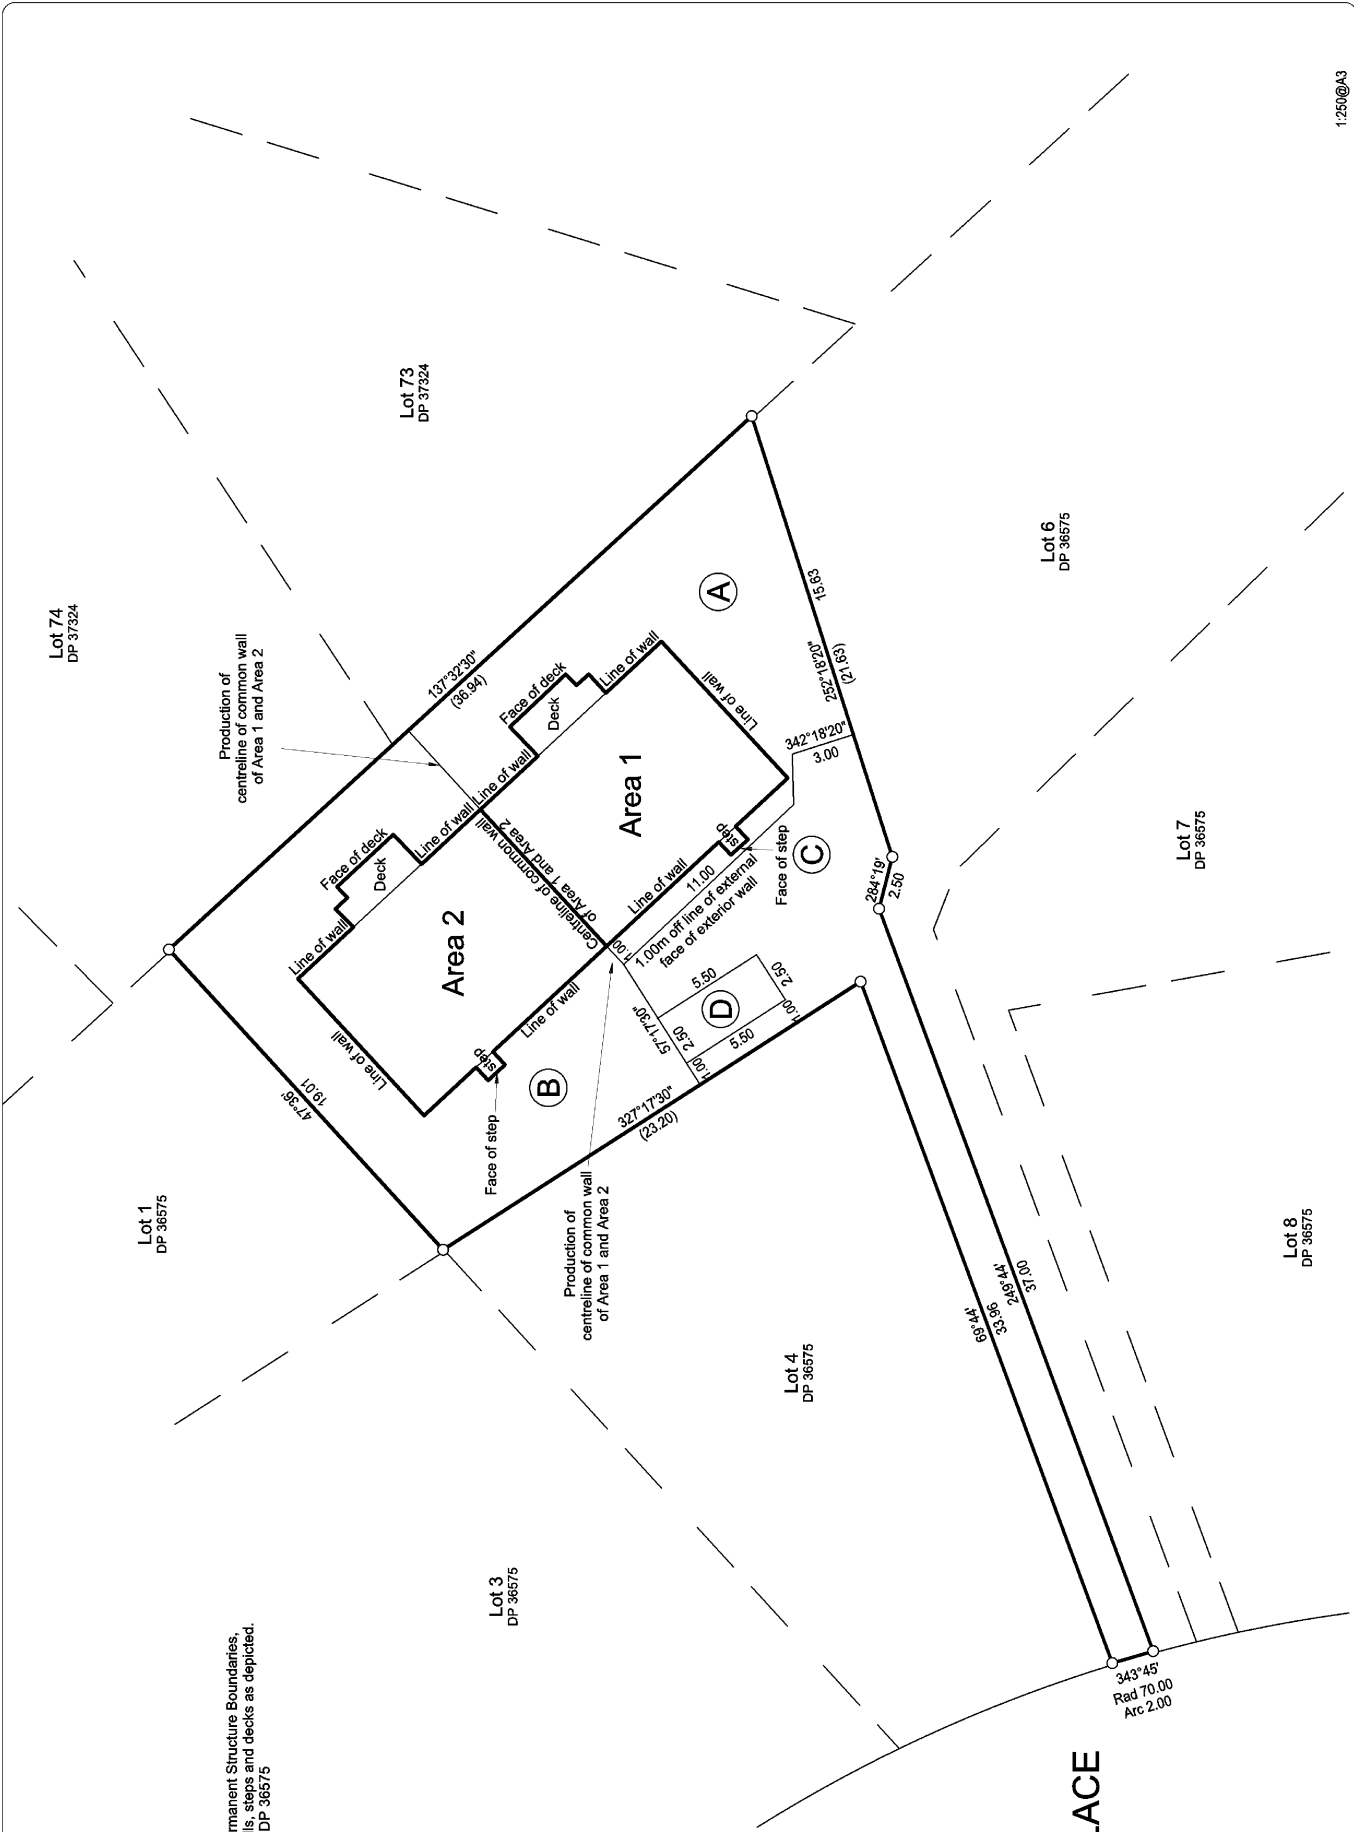 1:250@A3
Lot 74
DP 37324
Lot 73
DP 37324
Production of
centreline of common wall
of Area 1 and Area 2
137°32'30"
(36.94)
Lot 6
DP 36575
A
15.63
252°18'20"
(21.63)
Line of wall
Face of deck
Deck
Line of wall
Line of wall
Line of wall
342°18'20"
3.00
Area 1
Face of deck
Deck
Line of wall
Centreline of common wall
of Area 1 and Area 2
step
Face of step
C
Line of wall
11.00
1.00m off line of external
face of exterior wall
1.00
Lot 7
DP 36575
284°19'
2.50
Line of wall
Area 2
Line of wall
Line of wall
step
Face of step
B
D
5.50
2.50
57°17'30"
2.50
5.50
1.00
1.00
47°36'
19.01
327°17'30"
(23.20)
Production of
centreline of common wall
of Area 1 and Area 2
Lot 1
DP 36575
Lot 8
DP 36575
69°44'
33.96
249°44'
37.00
Lot 4
DP 36575
Lot 3
DP 36575
343°45'
Rad 70.00
Arc 2.00
rmanent Structure Boundaries,
lls, steps and decks as depicted.
DP 36575
LACE